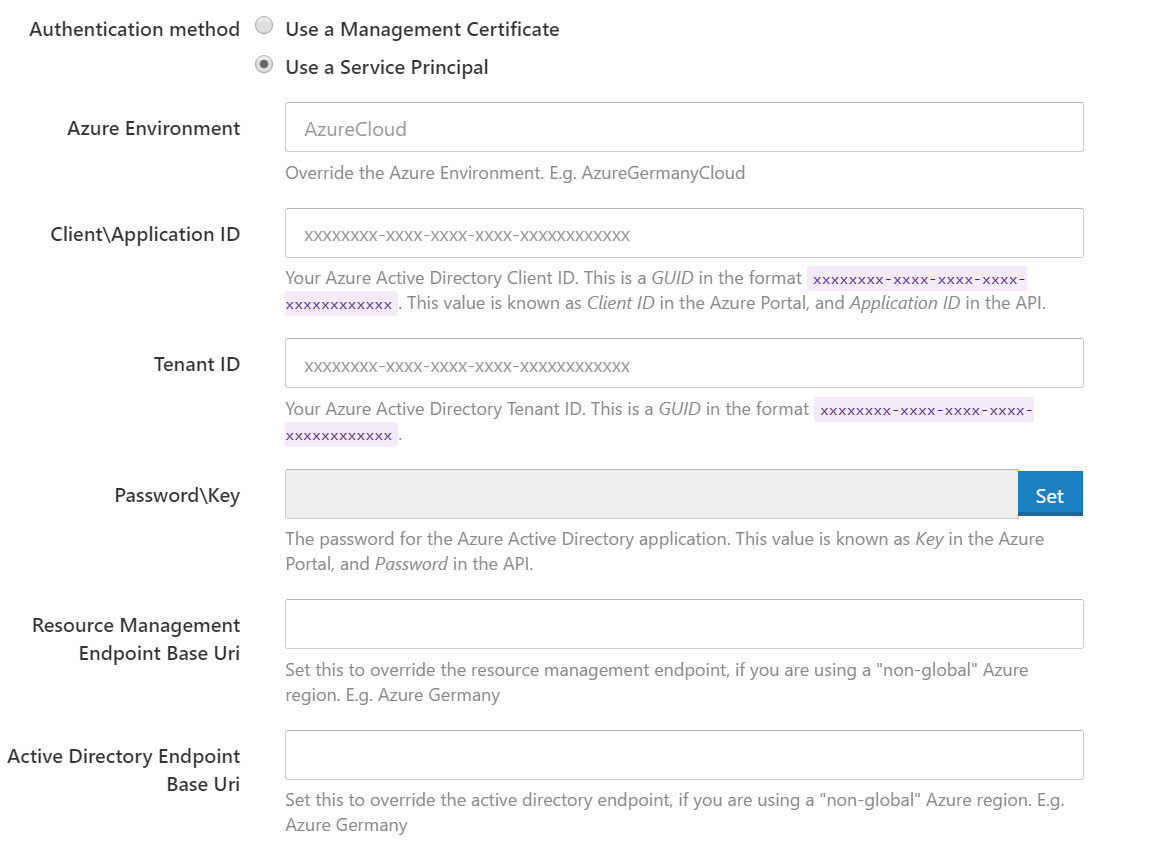 Authentication method
Use a Management Certificate
Use a Service Principal
Azure Environment
AzureCloud
Override the Azure Environment. E.g. AzureGermanyCloud
Client\Application ID
xxxxxxxx-xxxx-xxxx-xxxx-xxxxxxxxxxxx
Your Azure Active Directory Client ID. This is a GUID in the format xxxxxxxx-xxxx-xxxx-xxxx-
xxxxxxxxxxxx . This value is known as Client ID in the Azure Portal, and Application ID in the API.
Tenant ID
xxxxxxxx-xxxx-xxxx-xxxx-xxxxxxxxxxxx
Your Azure Active Directory Tenant ID. This is a GUID in the format xxxxxxxx-xxxx-xxxx-xxxx-
xxxxxxxxxxxx .
Password\Key
Set
The password for the Azure Active Directory application. This value is known as Key in the Azure
Portal, and Password in the API.
Resource Management
Endpoint Base Uri
Set this to override the resource management endpoint, if you are using a "non-global" Azure
region. E.g. Azure Germany
Active Directory Endpoint
Base Uri
Set this to override the active directory endpoint, if you are using a "non-global" Azure region. E.g.
Azure Germany